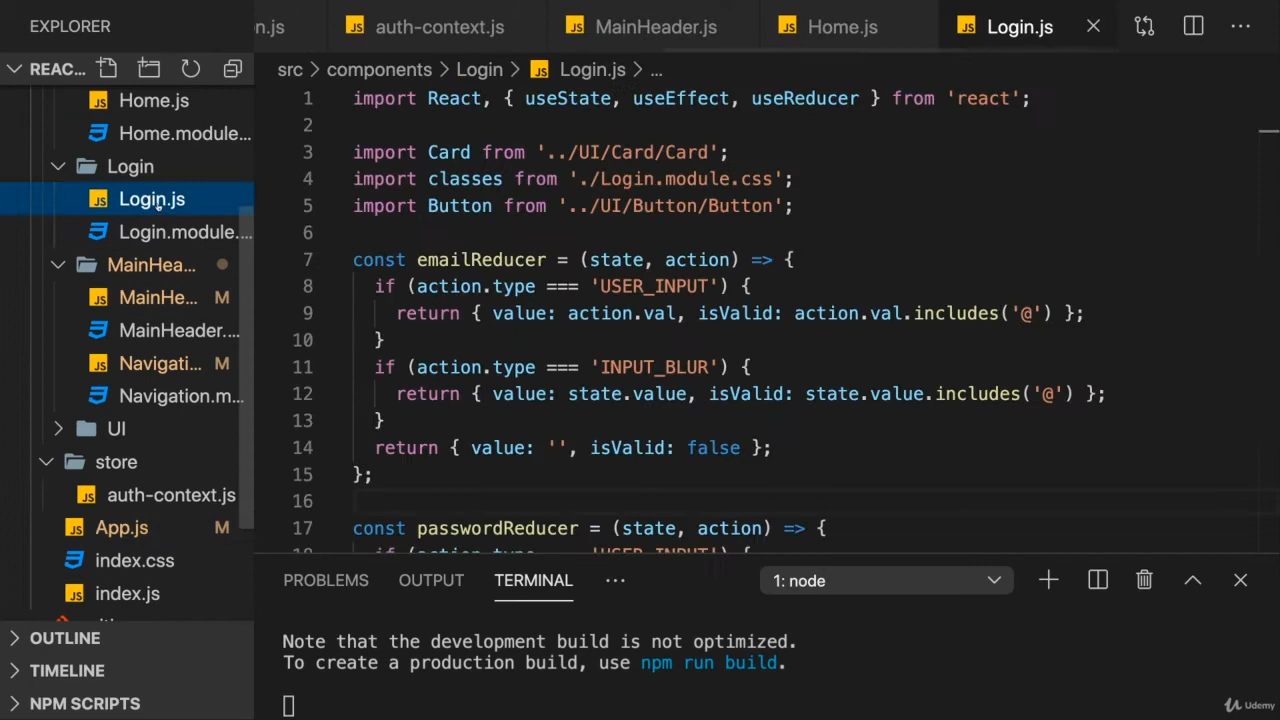 EXPLORER
n.js
auth-context.js
MainHeader.js
Home.js
Login.js
REAC...
src > components > Login > Login.js > ...
Home.js
Home.module...
Login
Login.js
Login.module....
MainHea...
MainHe... M
MainHeader....
Navigati... M
Navigation.m...
UI
store
auth-context.js
App.js M
index.css
index.js
OUTLINE
TIMELINE
NPM SCRIPTS
1 import React, { useState, useEffect, useReducer } from 'react';
2
3 import Card from '../UI/Card/Card';
4 import classes from './Login.module.css';
5 import Button from '../UI/Button/Button';
6
7 const emailReducer = (state, action) => {
8 if (action.type === 'USER_INPUT') {
9 return { value: action.val, isValid: action.val.includes('@') };
10 }
11 if (action.type === 'INPUT_BLUR') {
12 return { value: state.value, isValid: state.value.includes('@') };
13 }
14 return { value: '', isValid: false };
15 };
16
17 const passwordReducer = (state, action) => {
18 if (action.type === 'USER_INPUT') {
PROBLEMS OUTPUT TERMINAL ... 1: node
Note that the development build is not optimized.
To create a production build, use npm run build.
Udemy